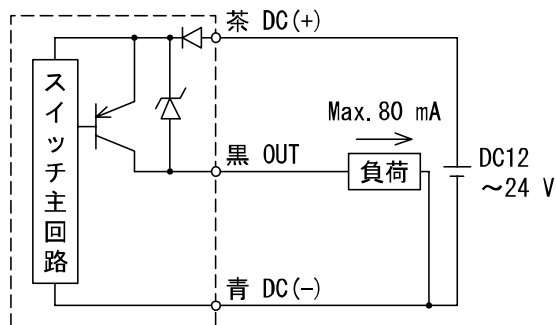 茶 DC(+)
スイッチ主回路
Max.80 mA
黒 OUT
負荷
DC12
～24 V
青 DC(−)